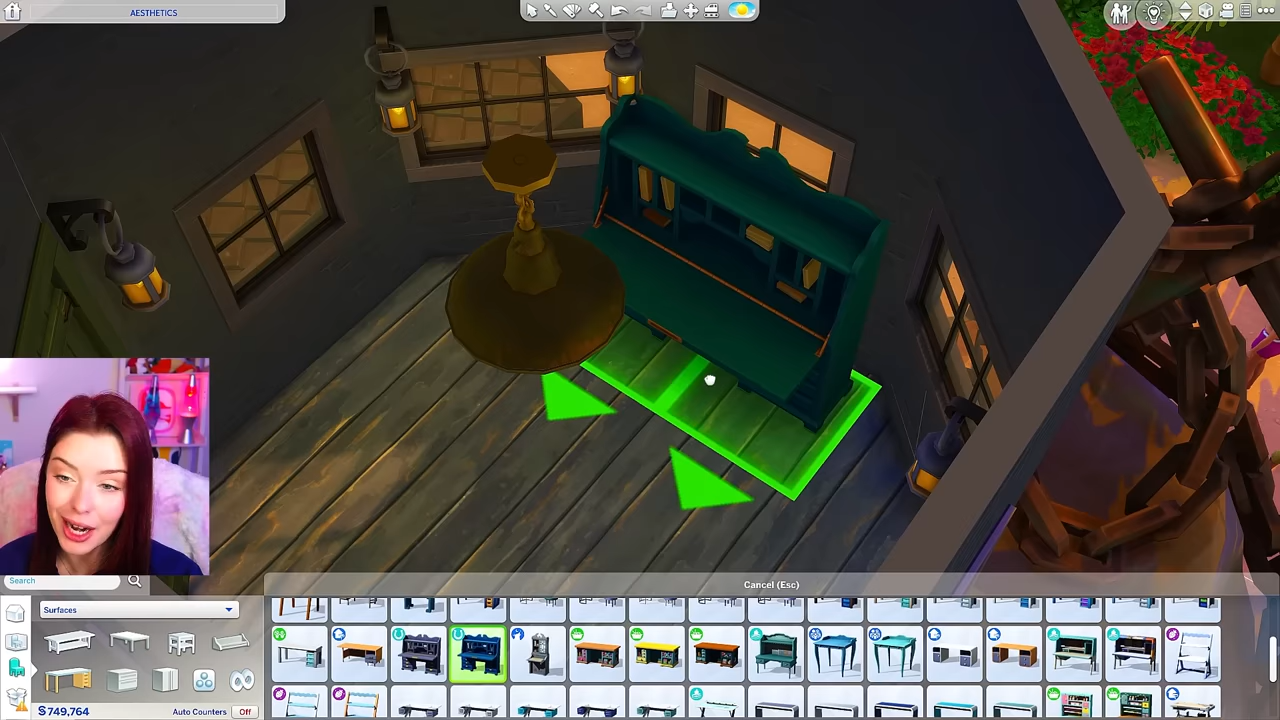 AESTHETICS
Cancel (Esc)
Search
Surfaces
§749,764
Auto Counters
Off